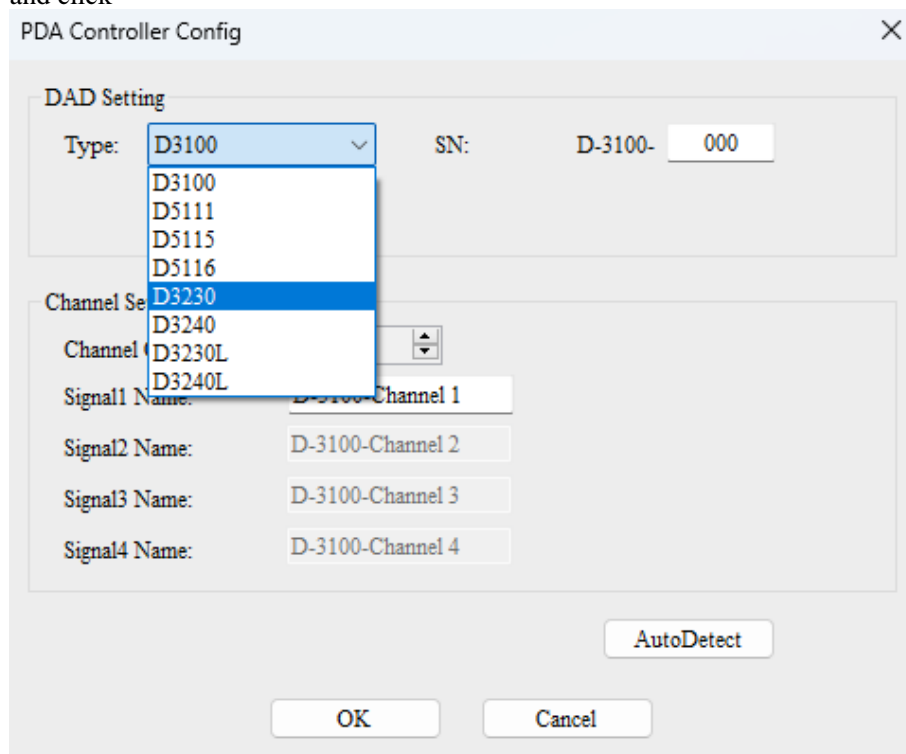 and click
PDA Controller Config
DAD Setting
Type: D3100 SN: D-3100- 000
D3100
D5111
D5115
D5116
D3230
D3240
D3230L
D3240L
Channel Se
Channel
Signal1 Name: D-3100-Channel 1
Signal2 Name: D-3100-Channel 2
Signal3 Name: D-3100-Channel 3
Signal4 Name: D-3100-Channel 4
AutoDetect
OK Cancel